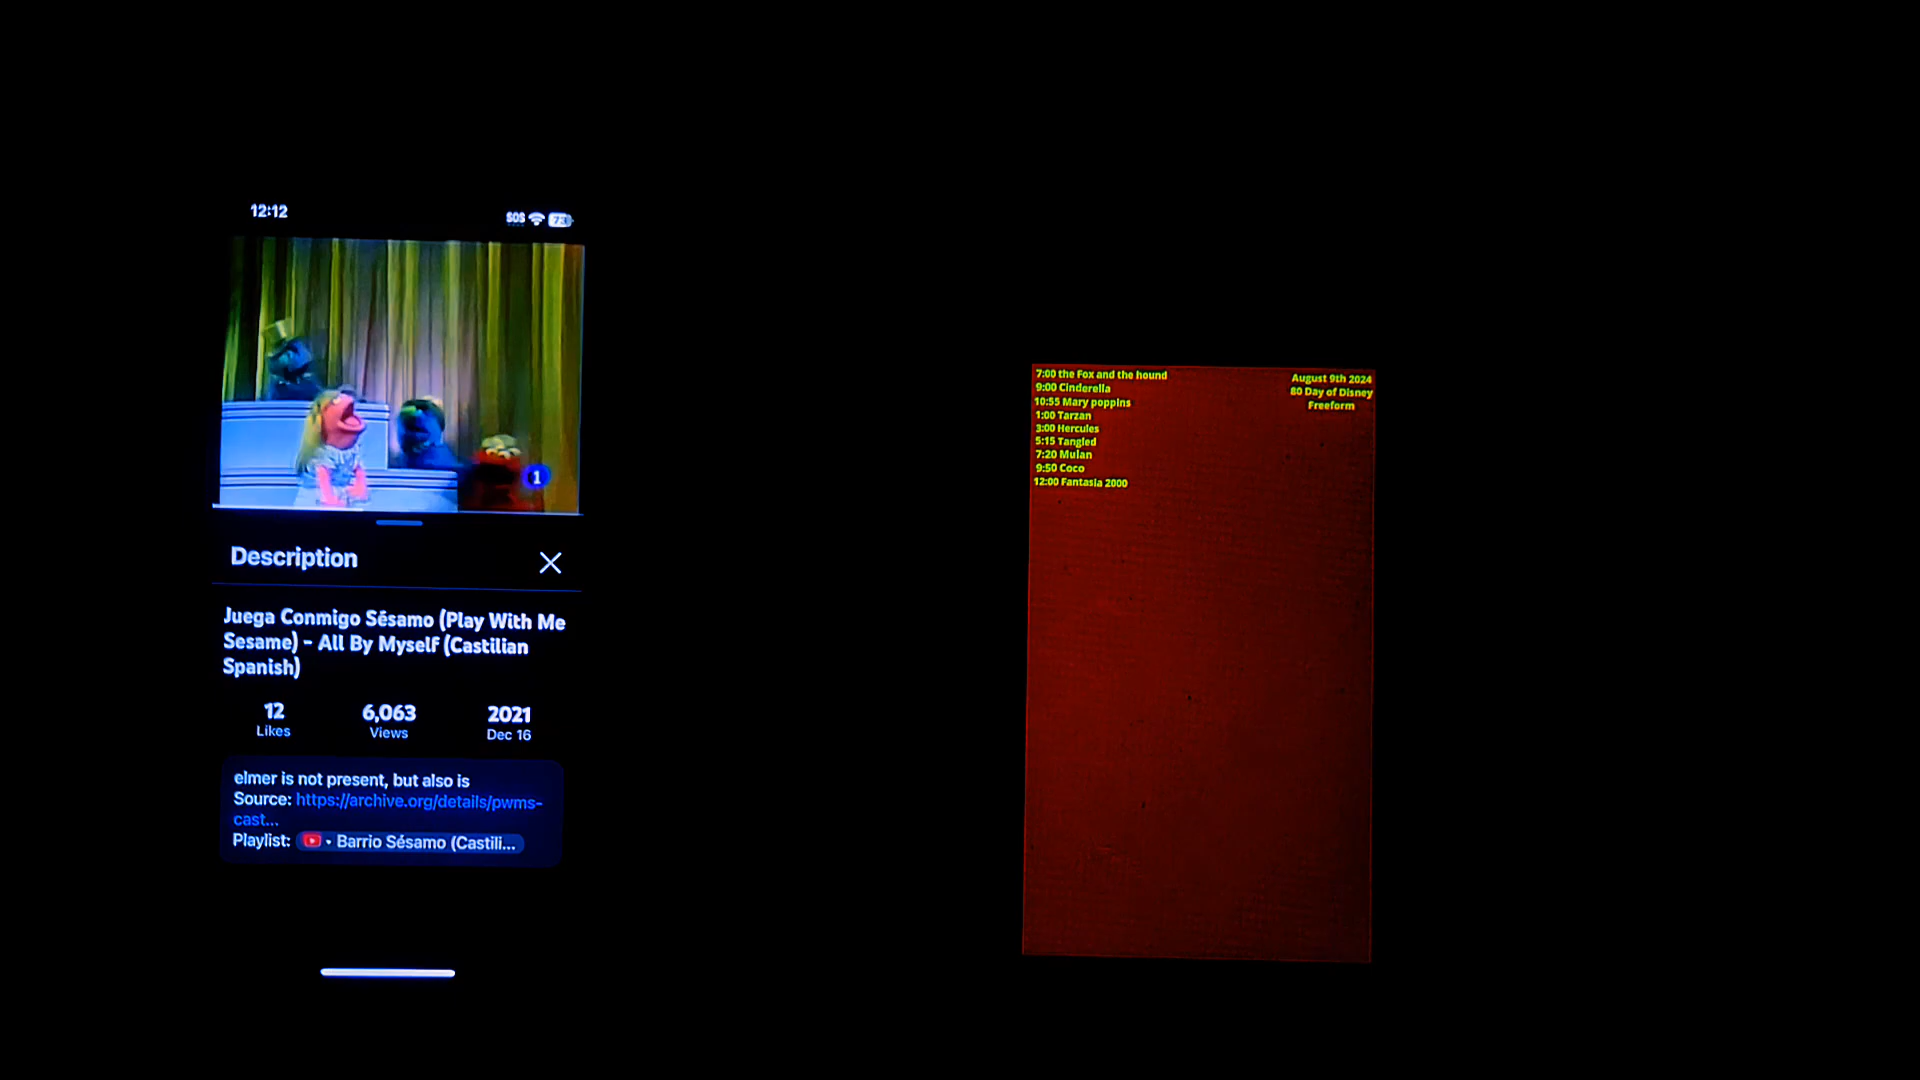 12:12
SOS
73
1
Description
Juega Conmigo Sésamo (Play With Me
Sesame) - All By Myself (Castilian
Spanish)
12
Likes
6,063
Views
2021
Dec 16
elmer is not present, but also is
Source: https://archive.org/details/pwms-
cast...
Playlist: • Barrio Sésamo (Castili...
7:00 the Fox and the hound
9:00 Cinderella
10:55 Mary poppins
1:00 Tarzan
3:00 Hercules
5:15 Tangled
7:20 Mulan
9:50 Coco
12:00 Fantasia 2000
August 9th 2024
80 Day of Disney
Freeform